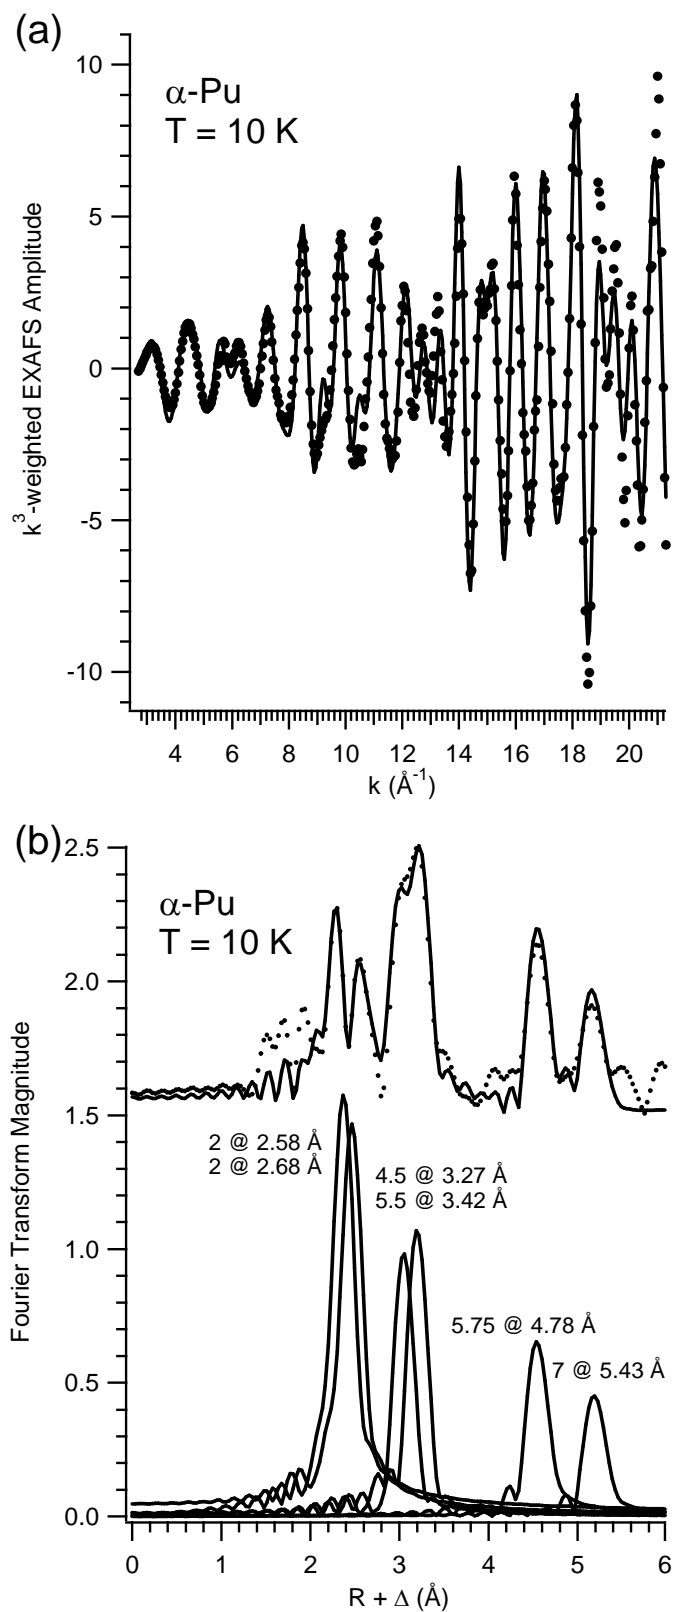 (a)
α-Pu
T = 10 K
k³-weighted EXAFS Amplitude
10
5
0
-5
-10
4 6 8 10 12 14 16 18 20
k (Å⁻¹)
(b)
α-Pu
T = 10 K
Fourier Transform Magnitude
2.5
2.0
1.5
2 @ 2.58 Å
2 @ 2.68 Å
4.5 @ 3.27 Å
5.5 @ 3.42 Å
1.0
5.75 @ 4.78 Å
7 @ 5.43 Å
0.5
0.0
0 1 2 3 4 5 6
R + Δ (Å)